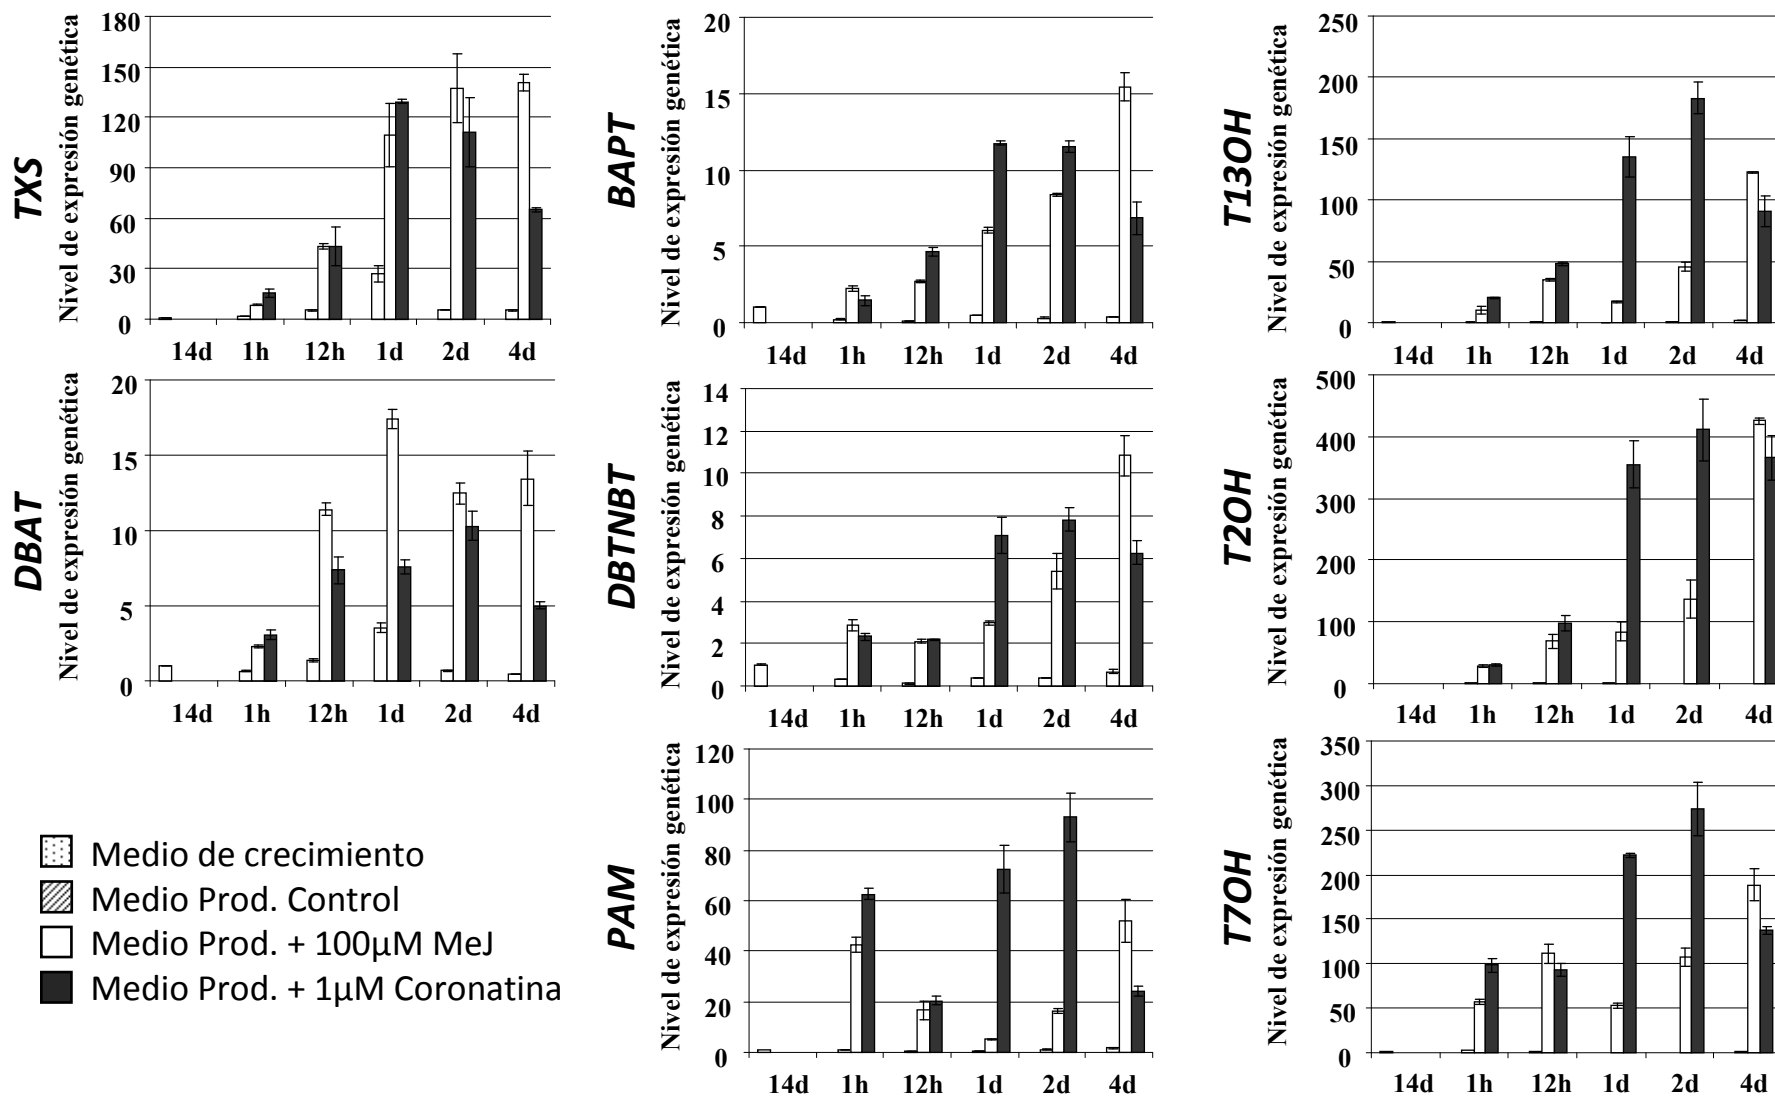 TXS
Nivel de expresión genética
180
150
120
90
60
30
0
14d 1h 12h 1d 2d 4d
BAPT
Nivel de expresión genética
20
15
10
5
0
14d 1h 12h 1d 2d 4d
T13OH
Nivel de expresión genética
250
200
150
100
50
0
14d 1h 12h 1d 2d 4d
DBAT
Nivel de expresión genética
20
15
10
5
0
14d 1h 12h 1d 2d 4d
DBTNBT
Nivel de expresión genética
14
12
10
8
6
4
2
0
14d 1h 12h 1d 2d 4d
T2OH
Nivel de expresión genética
500
400
300
200
100
0
14d 1h 12h 1d 2d 4d
Medio de crecimiento
Medio Prod. Control
Medio Prod. + 100µM MeJ
Medio Prod. + 1µM Coronatina
PAM
Nivel de expresión genética
120
100
80
60
40
20
0
14d 1h 12h 1d 2d 4d
T7OH
Nivel de expresión genética
350
300
250
200
150
100
50
0
14d 1h 12h 1d 2d 4d